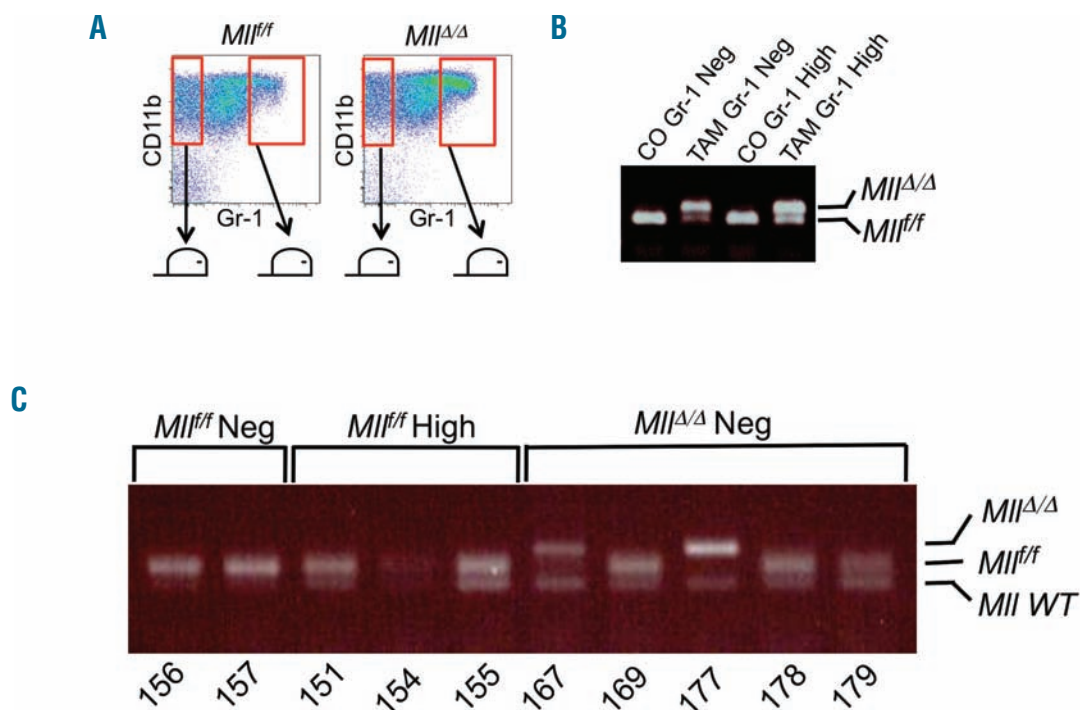 A
Mll^f/f
Mll^Δ/Δ
CD11b
CD11b
Gr-1
Gr-1
B
CO Gr-1 Neg
TAM Gr-1 Neg
CO Gr-1 High
TAM Gr-1 High
Mll^Δ/Δ
Mll^f/f
C
Mll^f/f Neg
Mll^f/f High
Mll^Δ/Δ Neg
Mll^Δ/Δ
Mll^f/f
Mll WT
156 157 151 154 155 167 169 177 178 179